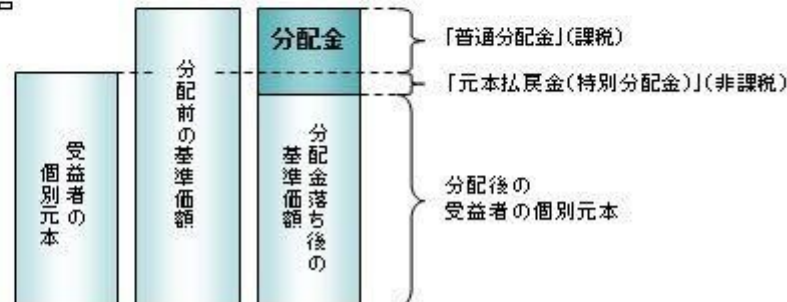 分配金
「普通分配金」(課税)
「元本払戻金(特別分配金)」(非課税)
受益者の
個別元本
分配前の基準価額
分配金落ち後の
基準価額
分配後の
受益者の個別元本